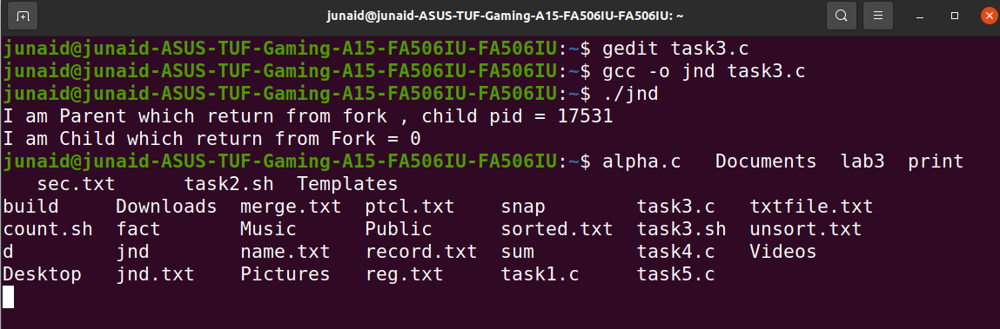 junaid@junaid-ASUS-TUF-Gaming-A15-FA506IU-FA506IU: ~
junaid@junaid-ASUS-TUF-Gaming-A15-FA506IU-FA506IU:~$ gedit task3.c
junaid@junaid-ASUS-TUF-Gaming-A15-FA506IU-FA506IU:~$ gcc -o jnd task3.c
junaid@junaid-ASUS-TUF-Gaming-A15-FA506IU-FA506IU:~$ ./jnd
I am Parent which return from fork , child pid = 17531
I am Child which return from Fork = 0
junaid@junaid-ASUS-TUF-Gaming-A15-FA506IU-FA506IU:~$ alpha.c   Documents  lab3  print
   sec.txt      task2.sh  Templates
build     Downloads  merge.txt  ptcl.txt    snap        task3.c   txtfile.txt
count.sh  fact       Music      Public      sorted.txt  task3.sh  unsort.txt
d         jnd        name.txt   record.txt  sum         task4.c   Videos
Desktop   jnd.txt    Pictures   reg.txt     task1.c     task5.c